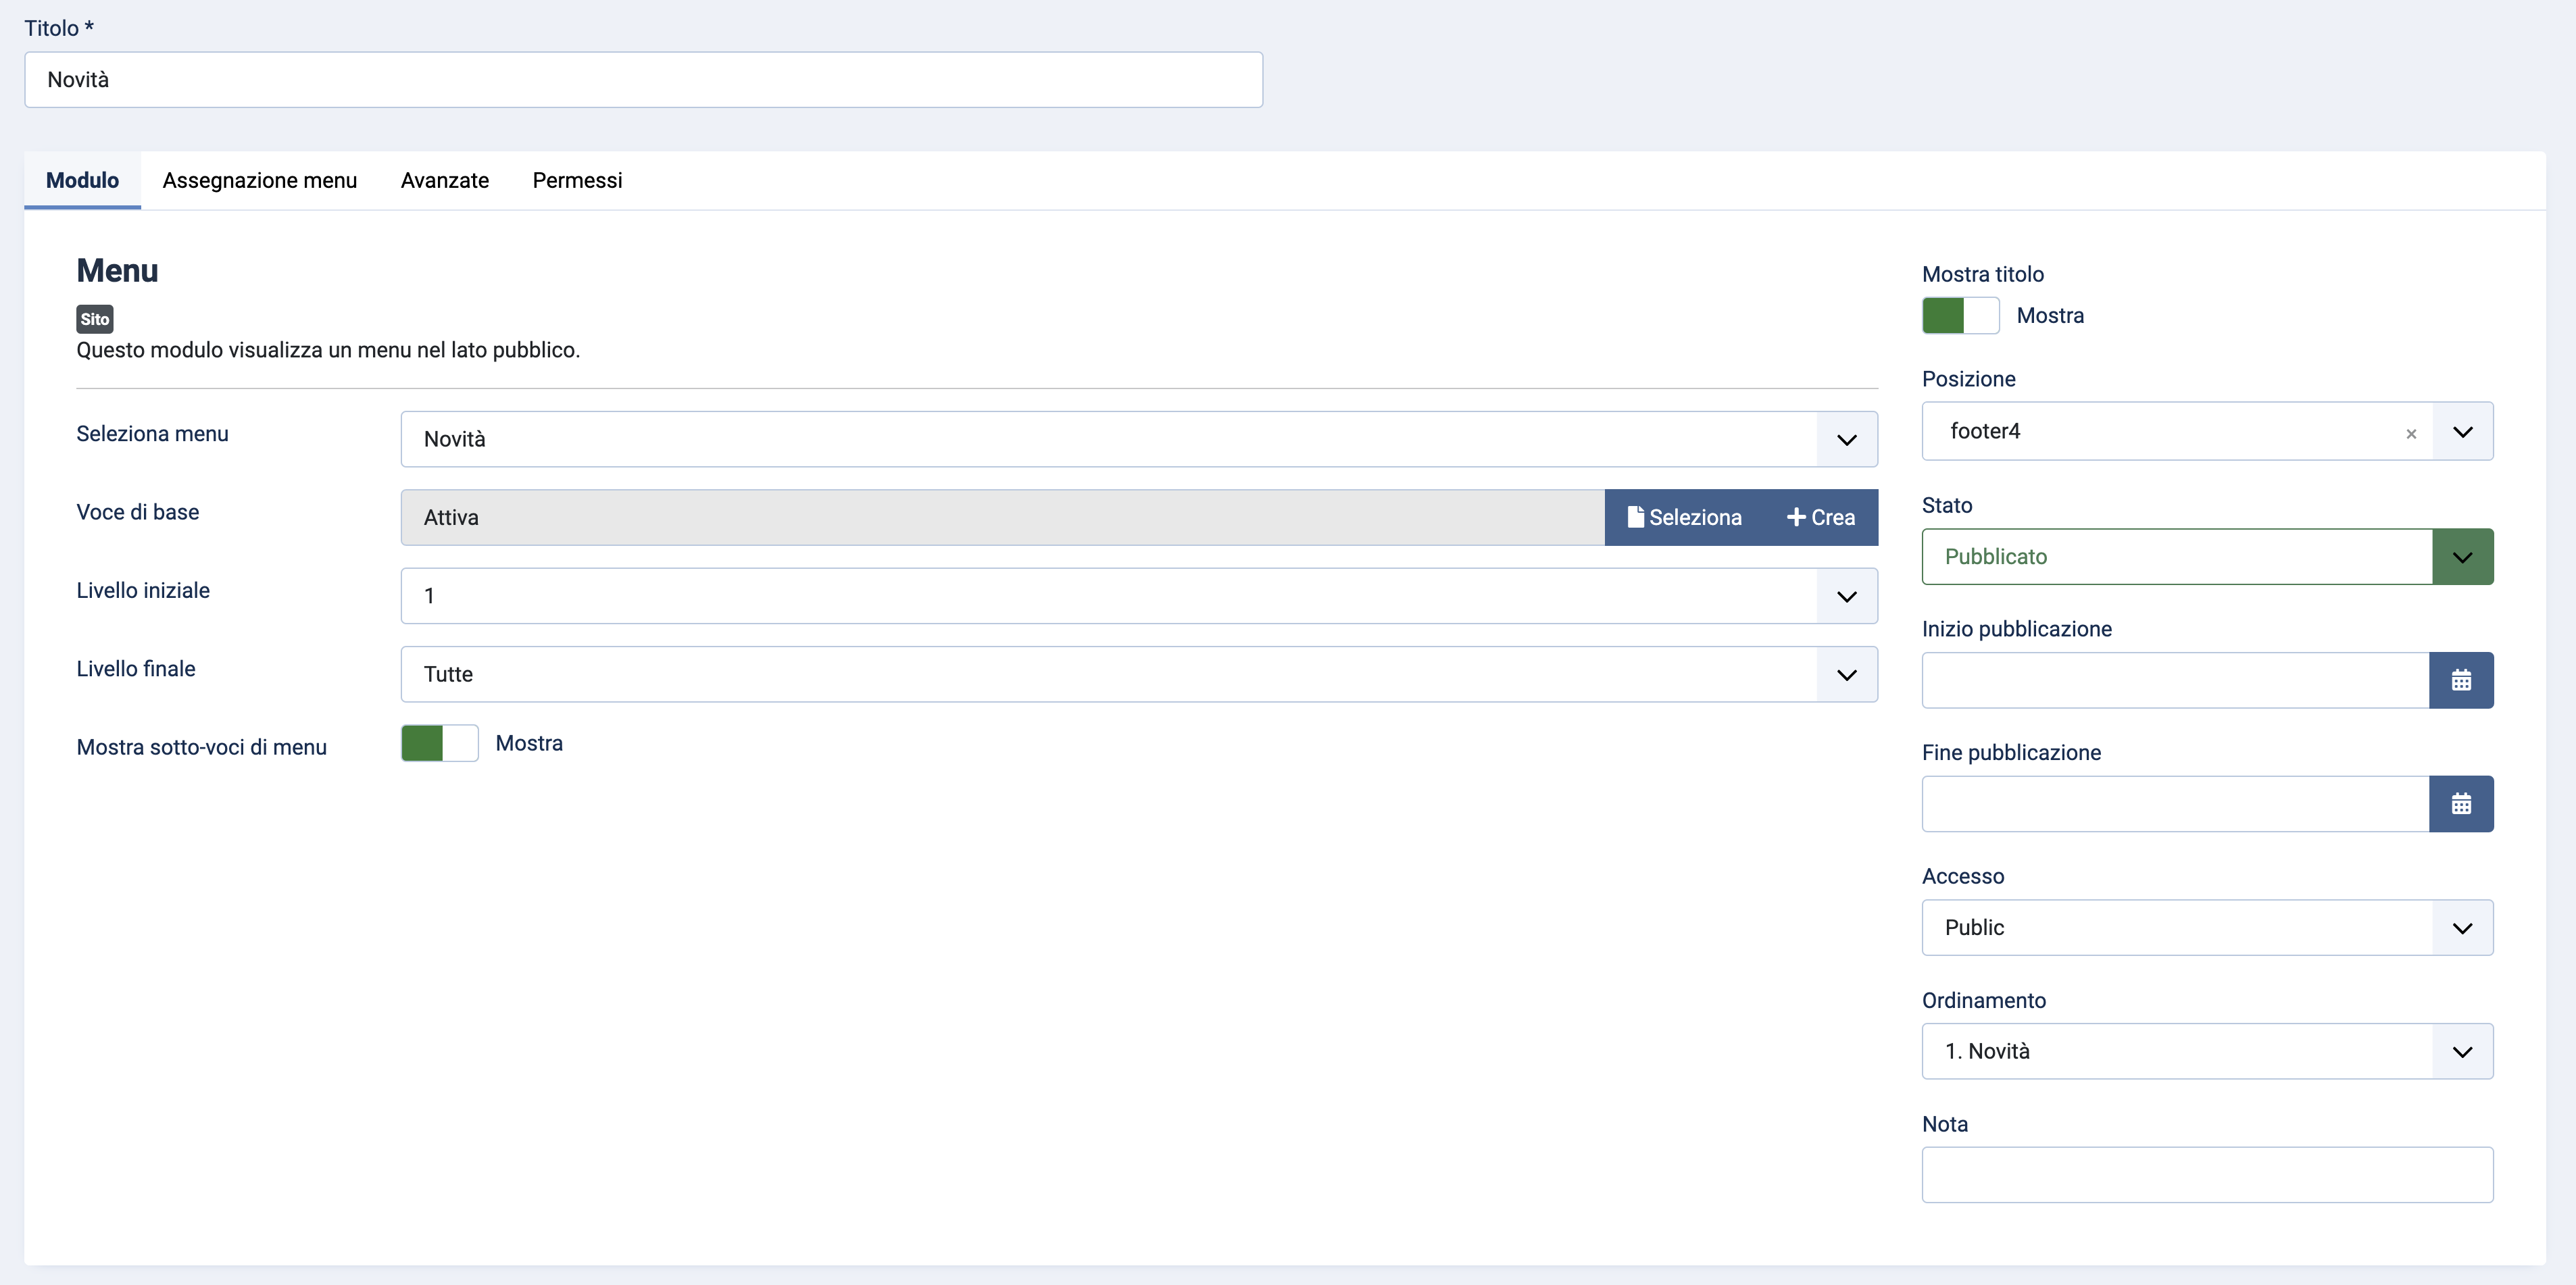 Titolo *
Novità
Modulo
Assegnazione menu
Avanzate
Permessi
Menu
Sito
Questo modulo visualizza un menu nel lato pubblico.
Seleziona menu
Novità
Voce di base
Attiva
Seleziona
Crea
Livello iniziale
1
Livello finale
Tutte
Mostra sotto-voci di menu
Mostra
Mostra titolo
Mostra
Posizione
footer4
Stato
Pubblicato
Inizio pubblicazione
Fine pubblicazione
Accesso
Public
Ordinamento
1. Novità
Nota